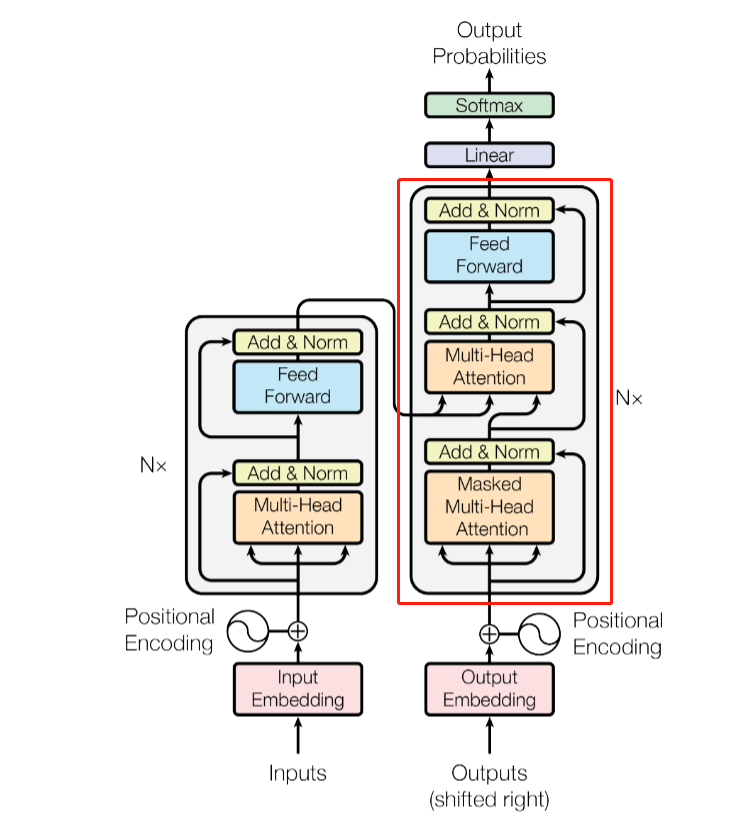 Output
Probabilities
Softmax
Linear
Add & Norm
Feed
Forward
Add & Norm
Multi-Head
Attention
Add & Norm
Masked
Multi-Head
Attention
N×
Add & Norm
Feed
Forward
N×
Add & Norm
Multi-Head
Attention
Positional
Encoding
Positional
Encoding
Input
Embedding
Output
Embedding
Inputs
Outputs
(shifted right)